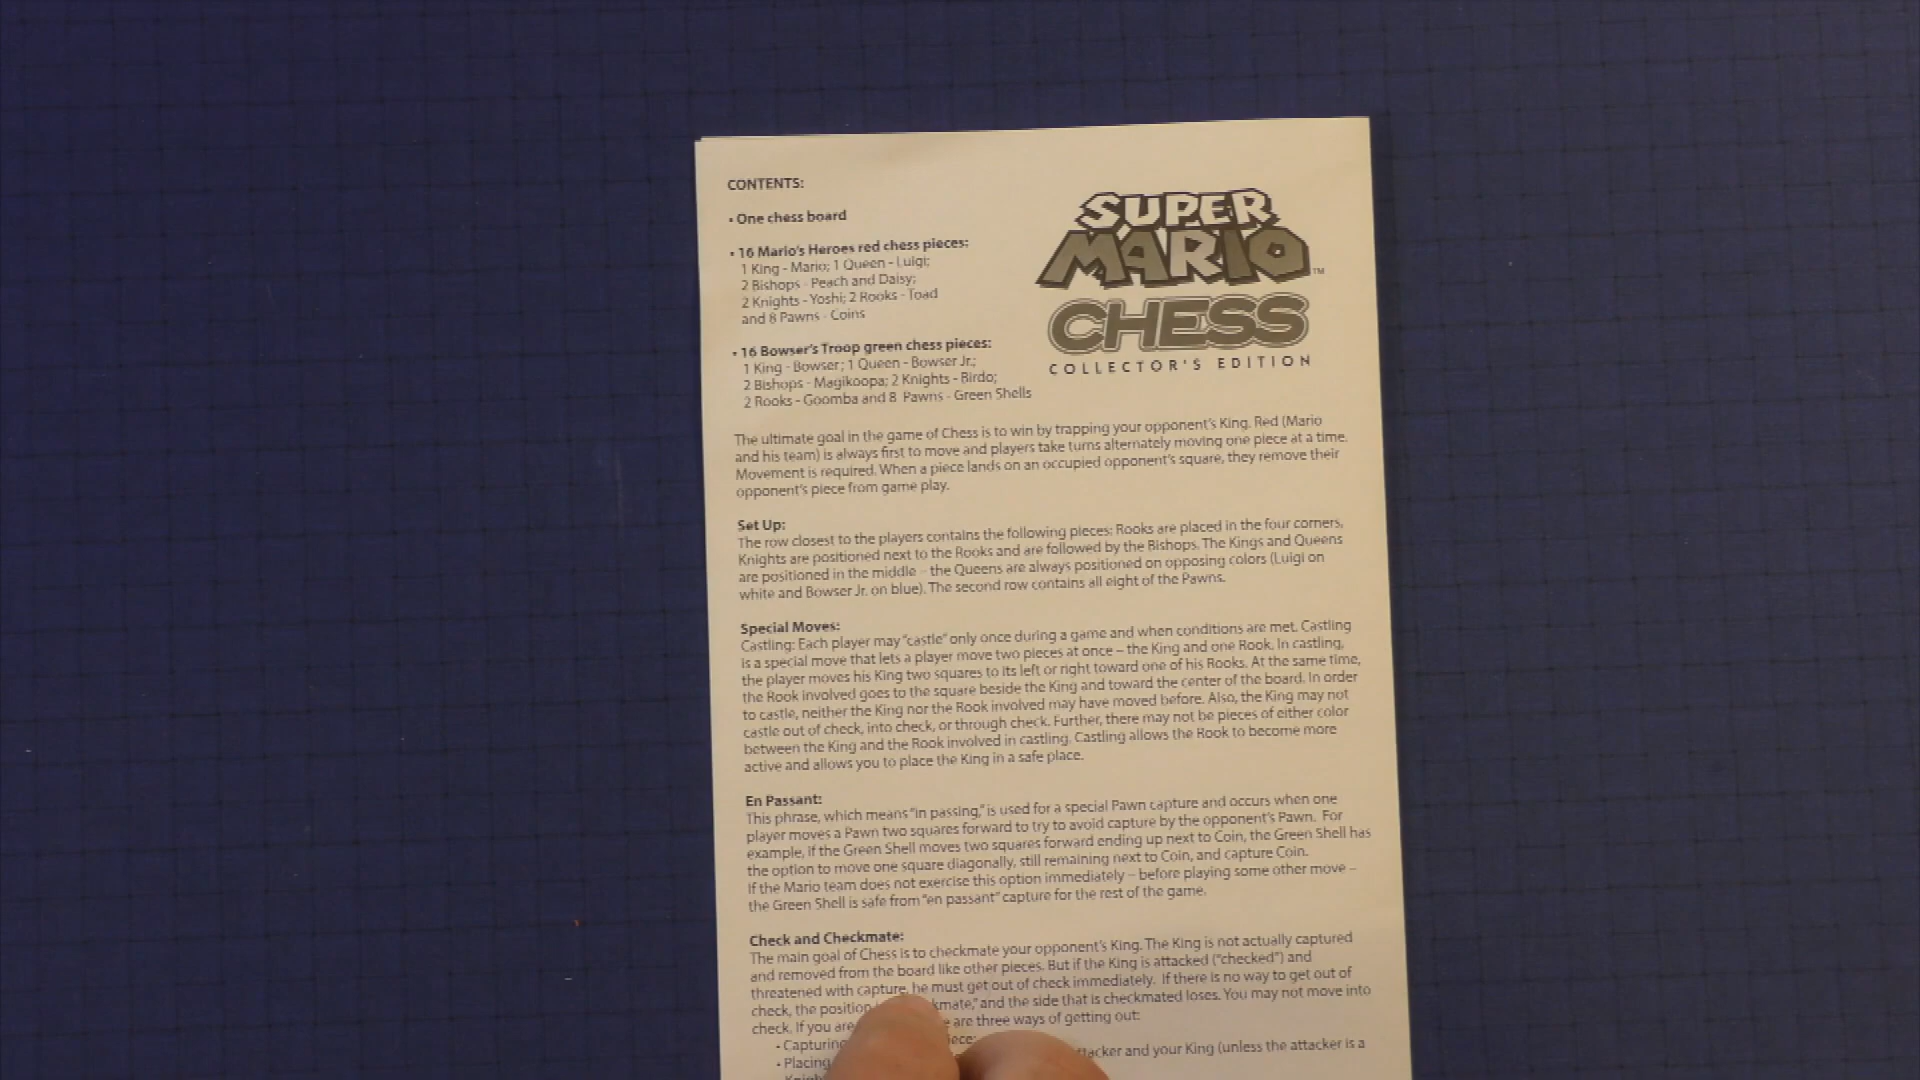 CONTENTS:
• One chess board
• 16 Mario's Heroes red chess pieces:
1 King - Mario; 1 Queen - Luigi;
2 Bishops - Peach and Daisy;
2 Knights - Yoshi; 2 Rooks - Toad
and 8 Pawns - Coins
• 16 Bowser's Troop green chess pieces:
1 King - Bowser; 1 Queen - Bowser Jr.;
2 Bishops - Magikoopa; 2 Knights - Birdo;
2 Rooks - Goomba and 8 Pawns - Green Shells
SUPER
MARIO™
CHESS
COLLECTOR'S EDITION
The ultimate goal in the game of Chess is to win by trapping your opponent's King. Red (Mario
and his team) is always first to move and players take turns alternately moving one piece at a time.
Movement is required. When a piece lands on an occupied opponent's square, they remove their
opponent's piece from game play.
Set Up:
The row closest to the players contains the following pieces: Rooks are placed in the four corners,
Knights are positioned next to the Rooks and are followed by the Bishops. The Kings and Queens
are positioned in the middle – the Queens are always positioned on opposing colors (Luigi on
white and Bowser Jr. on blue). The second row contains all eight of the Pawns.
Special Moves:
Castling: Each player may "castle" only once during a game and when conditions are met. Castling
is a special move that lets a player move two pieces at once – the King and one Rook. In castling,
the player moves his King two squares to its left or right toward one of his Rooks. At the same time,
the Rook involved goes to the square beside the King and toward the center of the board. In order
to castle, neither the King nor the Rook involved may have moved before. Also, the King may not
castle out of check, into check, or through check. Further, there may not be pieces of either color
between the King and the Rook involved in castling. Castling allows the Rook to become more
active and allows you to place the King in a safe place.
En Passant:
This phrase, which means "in passing," is used for a special Pawn capture and occurs when one
player moves a Pawn two squares forward to try to avoid capture by the opponent's Pawn. For
example, if the Green Shell moves two squares forward ending up next to Coin, the Green Shell has
the option to move one square diagonally, still remaining next to Coin, and capture Coin.
If the Mario team does not exercise this option immediately – before playing some other move –
the Green Shell is safe from "en passant" capture for the rest of the game.
Check and Checkmate:
The main goal of Chess is to checkmate your opponent's King. The King is not actually captured
and removed from the board like other pieces. But if the King is attacked ("checked") and
threatened with capture, he must get out of check immediately. If there is no way to get out of
check, the position kmate," and the side that is checkmated loses. You may not move into
check. If you are are three ways of getting out:
• Capturing iece;
• Placing tacker and your King (unless the attacker is a